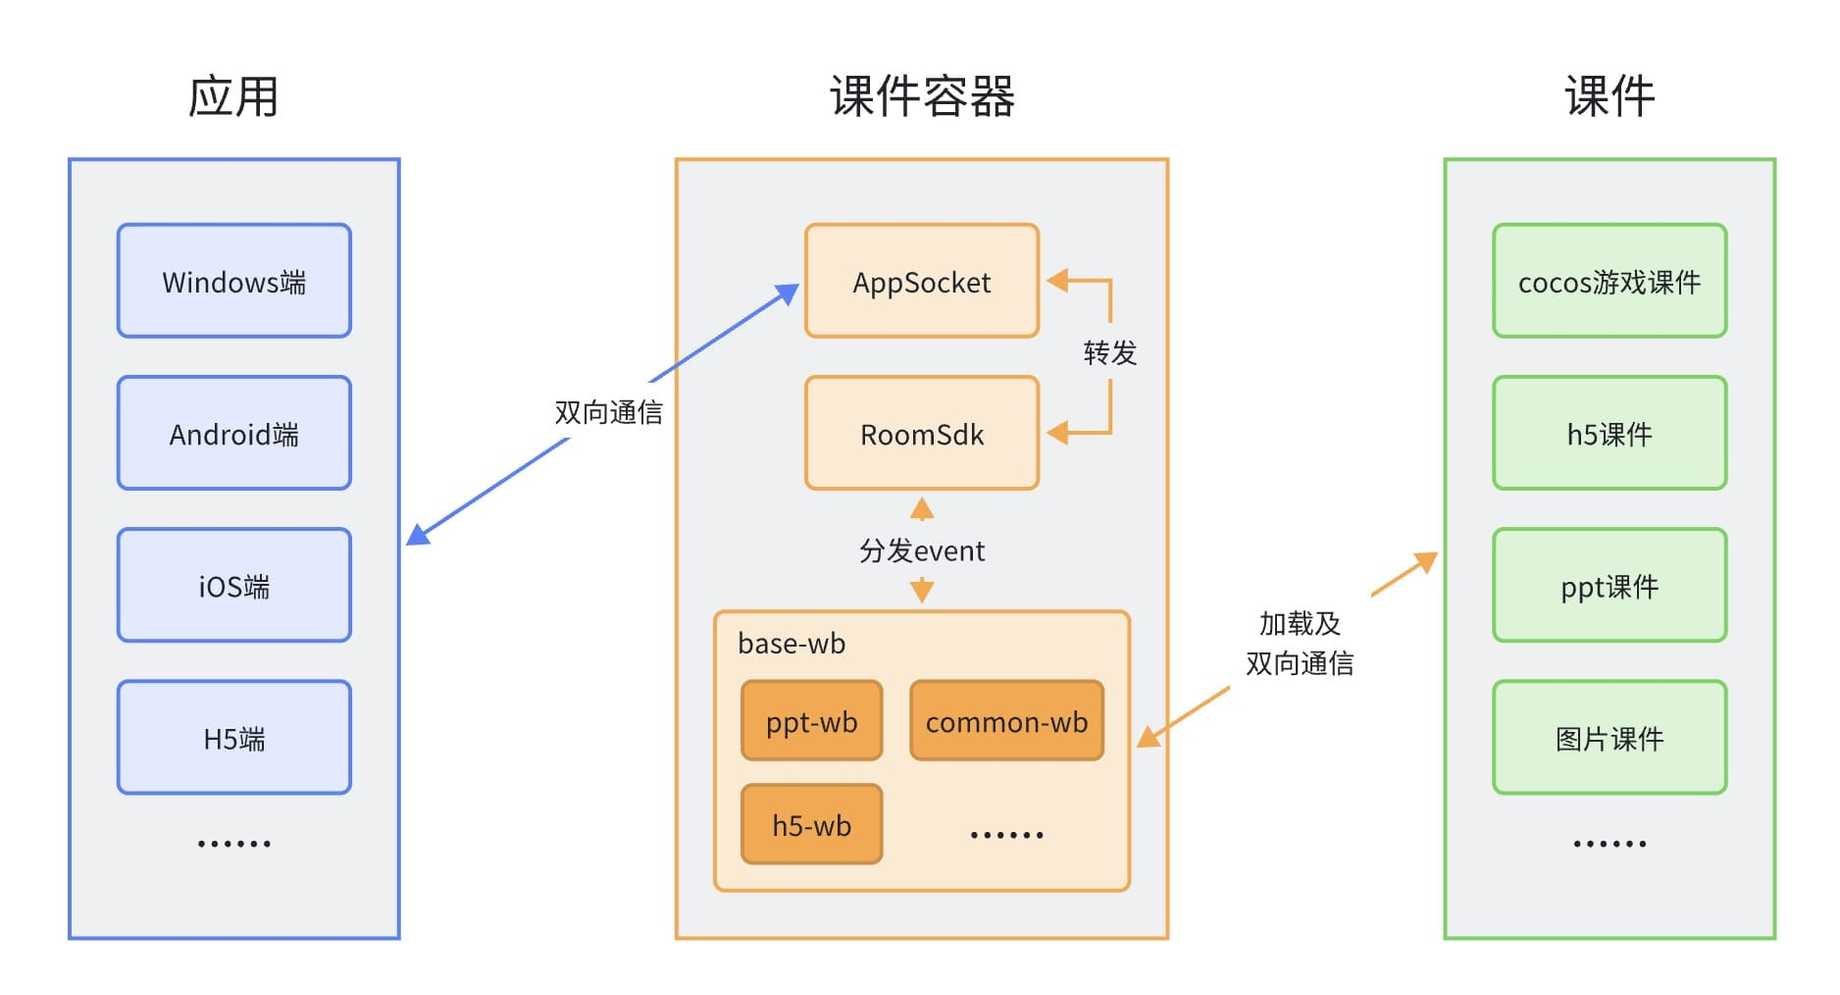 应用
Windows端
Android端
iOS端
H5端
......
双向通信
课件容器
AppSocket
转发
RoomSdk
分发event
base-wb
ppt-wb
common-wb
h5-wb
......
加载及
双向通信
课件
cocos游戏课件
h5课件
ppt课件
图片课件
......